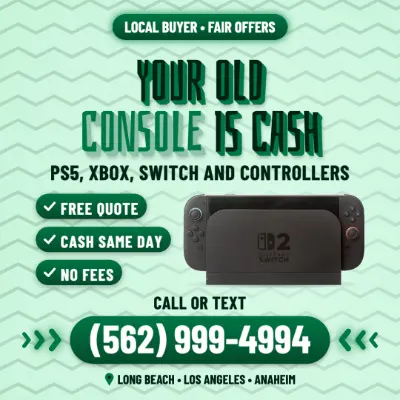 LOCAL BUYER • FAIR OFFERS
YOUR OLD
CONSOLE IS CASH
PS5, XBOX, SWITCH AND CONTROLLERS
FREE QUOTE
CASH SAME DAY
NO FEES
2
NINTENDO
SWITCH
CALL OR TEXT
(562) 999-4994
LONG BEACH • LOS ANGELES • ANAHEIM